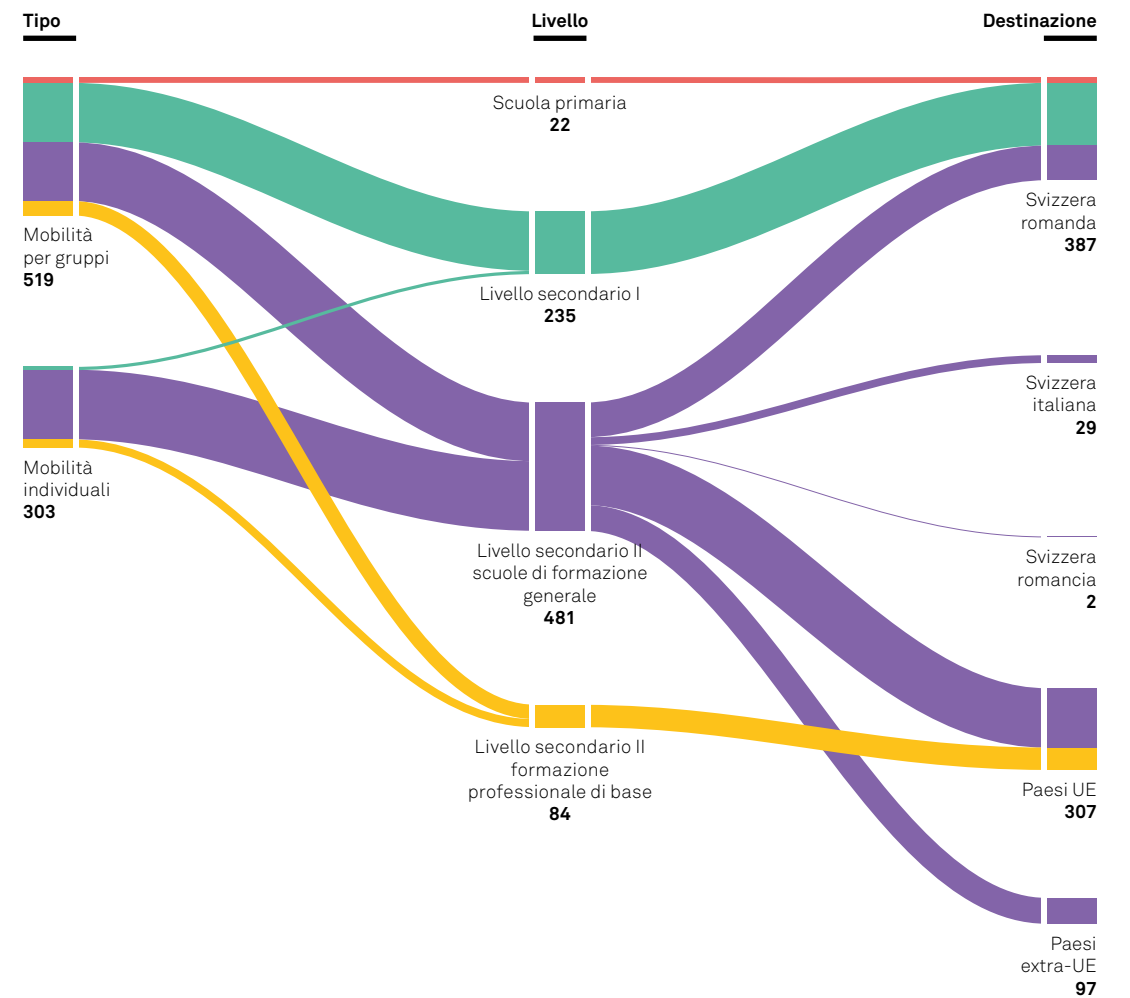 Tipo
Livello
Destinazione
Scuola primaria
22
Mobilità
per gruppi
519
Svizzera
romanda
387
Livello secondario I
235
Svizzera
italiana
29
Mobilità
individuali
303
Livello secondario II
scuole di formazione
generale
481
Svizzera
romancia
2
Livello secondario II
formazione
professionale di base
84
Paesi UE
307
Paesi
extra-UE
97